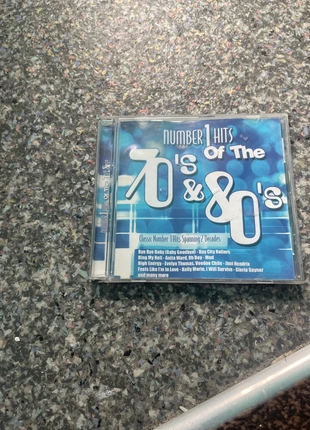 NUMBER 1 HITS
Of The
70's
& 80's
Classic Number 1 Hits Spanning 2 Decades
Bye Bye Baby (Baby Goodbye) - Bay City Rollers
Ring My Bell - Anita Ward, Oh Boy - Mud
High Energy - Evelyn Thomas, Voodoo Chile - Jimi Hendrix
Feels Like I'm In Love - Kelly Marie, I Will Survive - Gloria Gaynor
and many more